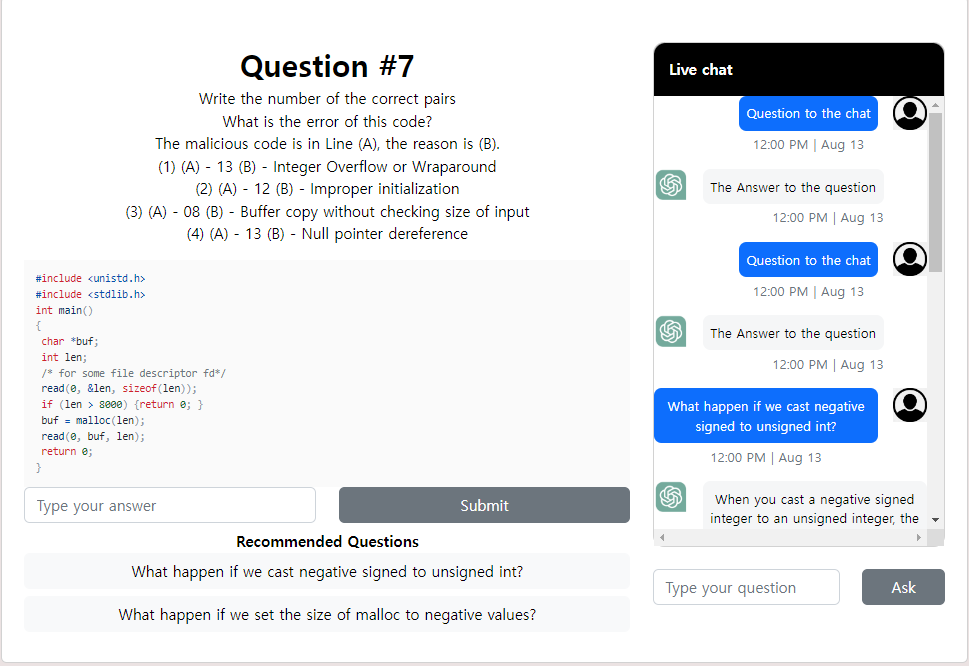 Question #7
Write the number of the correct pairs
What is the error of this code?
The malicious code is in Line (A), the reason is (B).
(1) (A) - 13 (B) - Integer Overflow or Wraparound
(2) (A) - 12 (B) - Improper initialization
(3) (A) - 08 (B) - Buffer copy without checking size of input
(4) (A) - 13 (B) - Null pointer dereference
#include <unistd.h>
#include <stdlib.h>
int main()
{
char *buf;
int len;
/* for some file descriptor fd*/
read(0, &len, sizeof(len));
if (len > 8000) {return 0; }
buf = malloc(len);
read(0, buf, len);
return 0;
}
Type your answer
Submit
Recommended Questions
What happen if we cast negative signed to unsigned int?
What happen if we set the size of malloc to negative values?
Live chat
Question to the chat
12:00 PM | Aug 13
The Answer to the question
12:00 PM | Aug 13
Question to the chat
12:00 PM | Aug 13
The Answer to the question
12:00 PM | Aug 13
What happen if we cast negative
signed to unsigned int?
12:00 PM | Aug 13
When you cast a negative signed
integer to an unsigned integer, the
Type your question
Ask